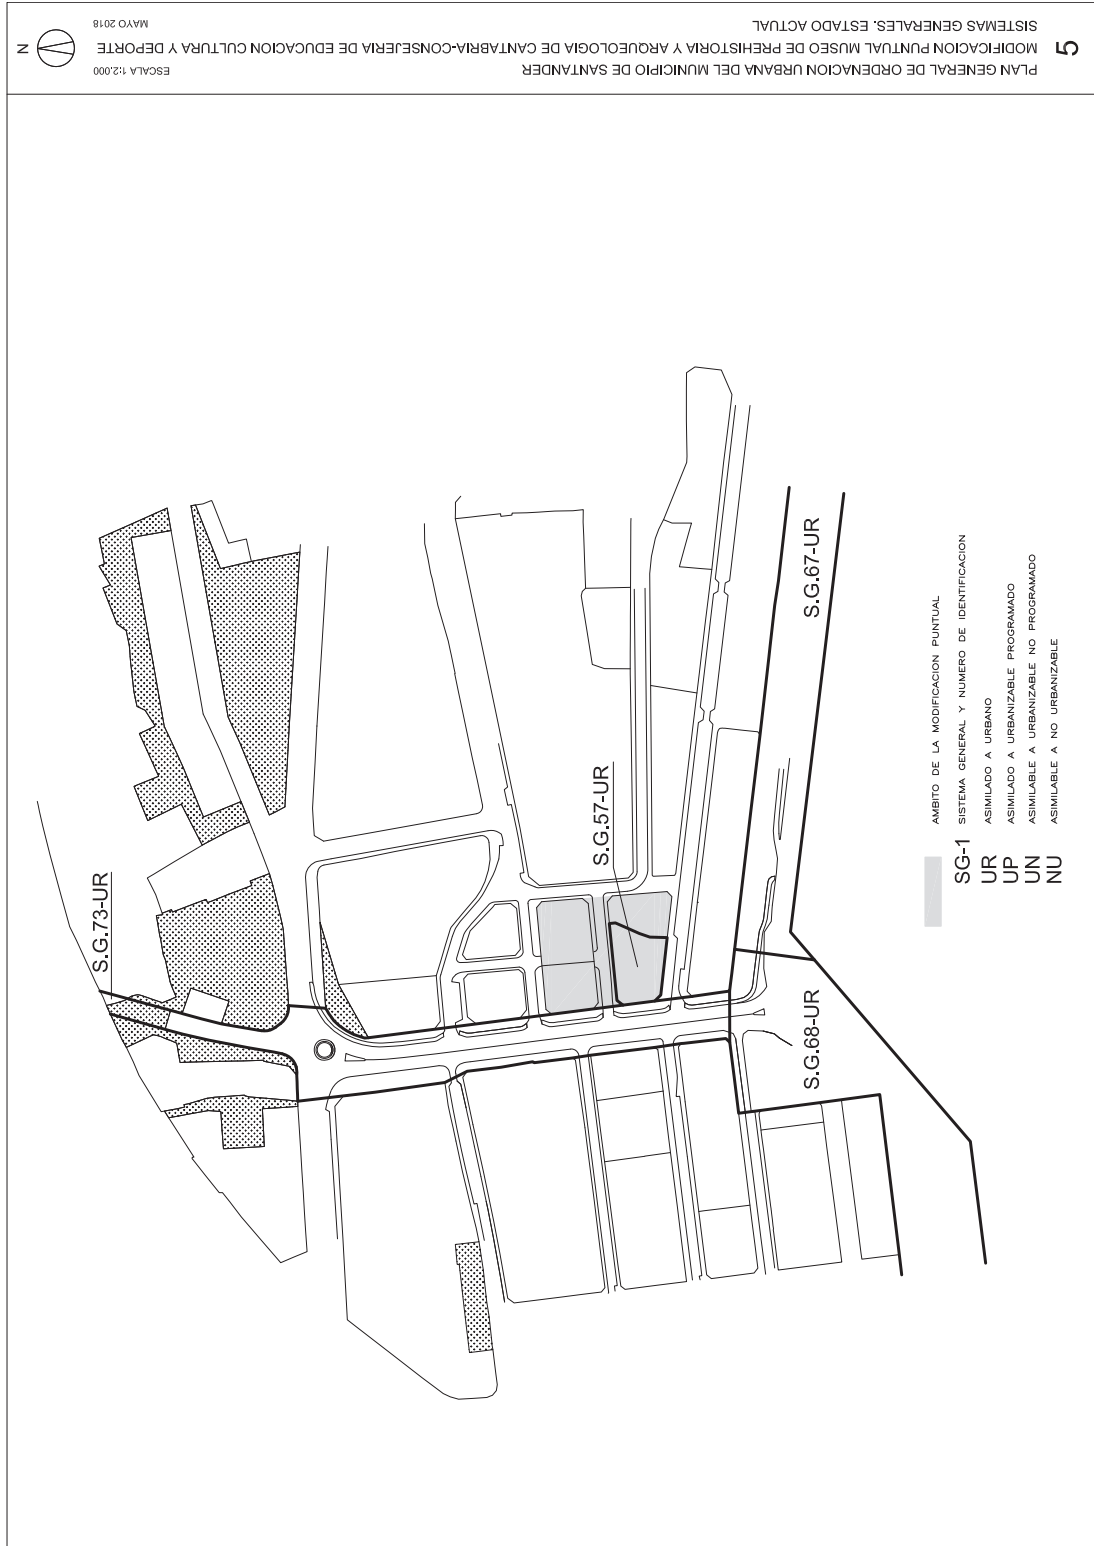 PLAN GENERAL DE ORDENACION URBANA DEL MUNICIPIO DE SANTANDER
MODIFICACION PUNTUAL MUSEO DE PREHISTORIA Y ARQUEOLOGIA DE CANTABRIA-CONSEJERIA DE EDUCACION CULTURA Y DEPORTE
SISTEMAS GENERALES. ESTADO ACTUAL
5
ESCALA 1:2.000
MAYO 2018
N
S.G.73-UR
S.G.57-UR
S.G.67-UR
S.G.68-UR
AMBITO DE LA MODIFICACION PUNTUAL
SG-1 SISTEMA GENERAL Y NUMERO DE IDENTIFICACION
UR ASIMILADO A URBANO
UP ASIMILADO A URBANIZABLE PROGRAMADO
UN ASIMILABLE A URBANIZABLE NO PROGRAMADO
NU ASIMILABLE A NO URBANIZABLE